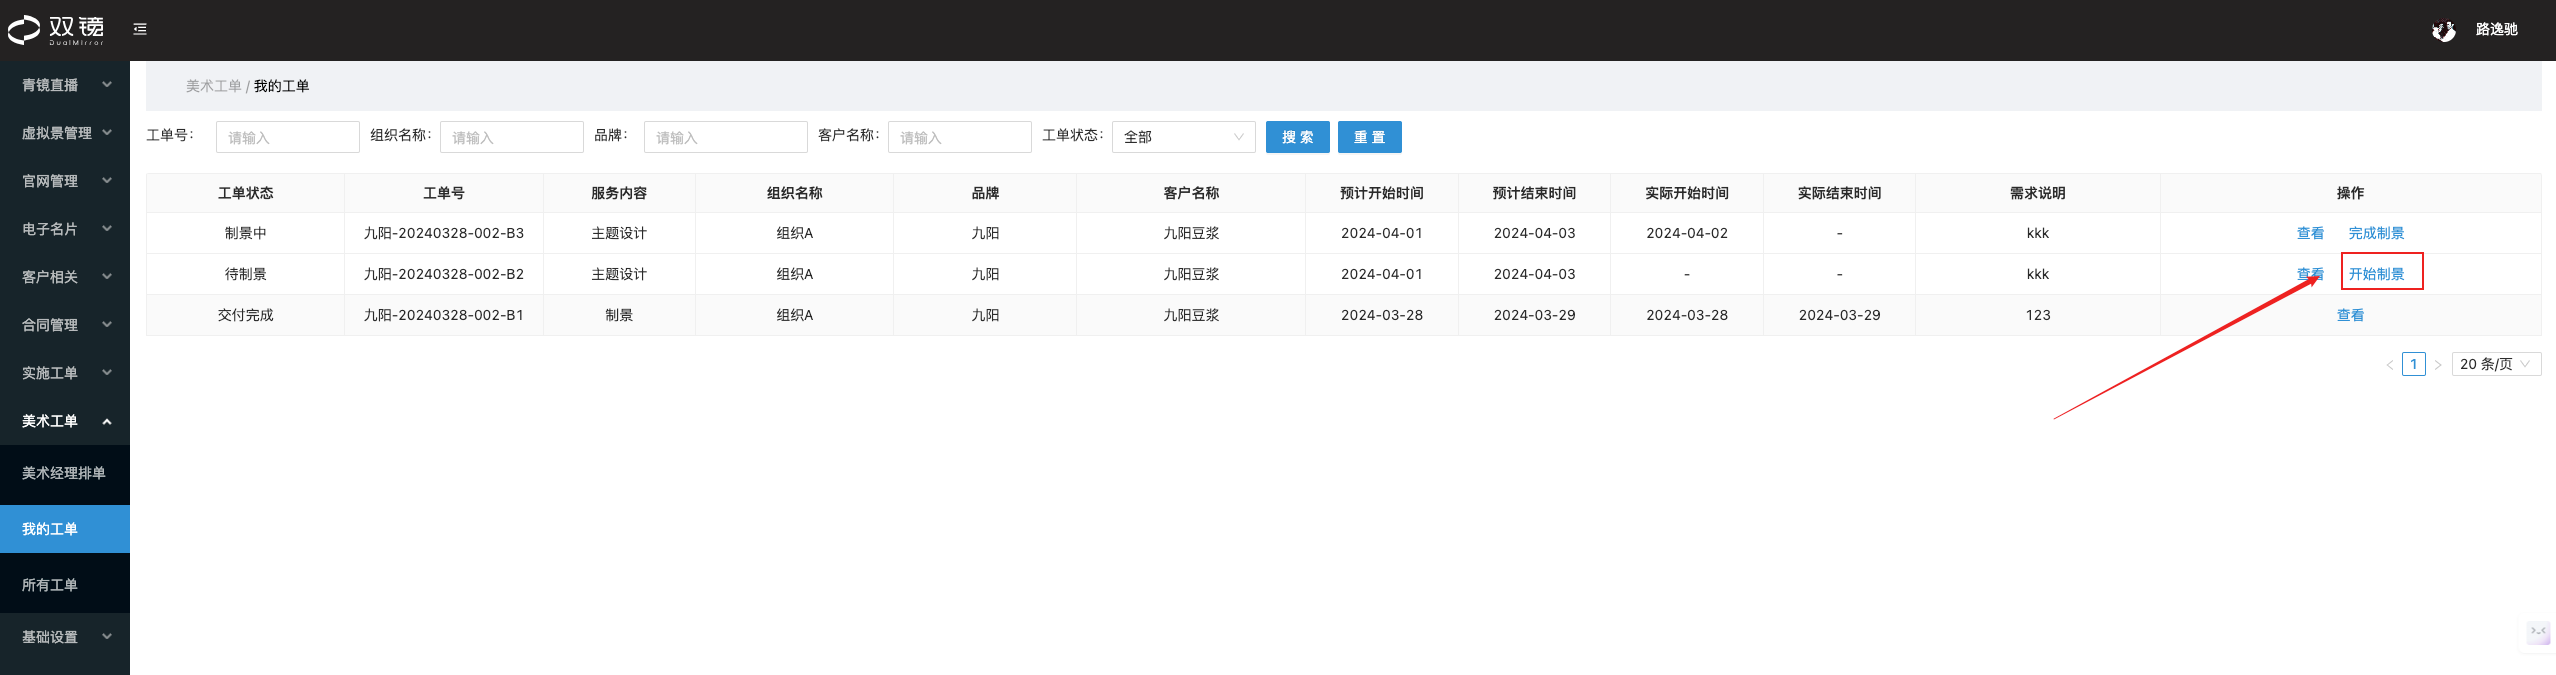 双镜
DualMirror
路逸驰
青镜直播
虚拟景管理
官网管理
电子名片
客户相关
合同管理
实施工单
美术工单
美术经理排单
我的工单
所有工单
基础设置
美术工单 / 我的工单
工单号: 请输入 组织名称: 请输入 品牌: 请输入 客户名称: 请输入 工单状态: 全部 搜 索 重 置
工单状态 工单号 服务内容 组织名称 品牌 客户名称 预计开始时间 预计结束时间 实际开始时间 实际结束时间 需求说明 操作
制景中 九阳-20240328-002-B3 主题设计 组织A 九阳 九阳豆浆 2024-04-01 2024-04-03 2024-04-02 - kkk 查看 完成制景
待制景 九阳-20240328-002-B2 主题设计 组织A 九阳 九阳豆浆 2024-04-01 2024-04-03 - - kkk 查看 开始制景
交付完成 九阳-20240328-002-B1 制景 组织A 九阳 九阳豆浆 2024-03-28 2024-03-29 2024-03-28 2024-03-29 123 查看
< 1 > 20 条/页